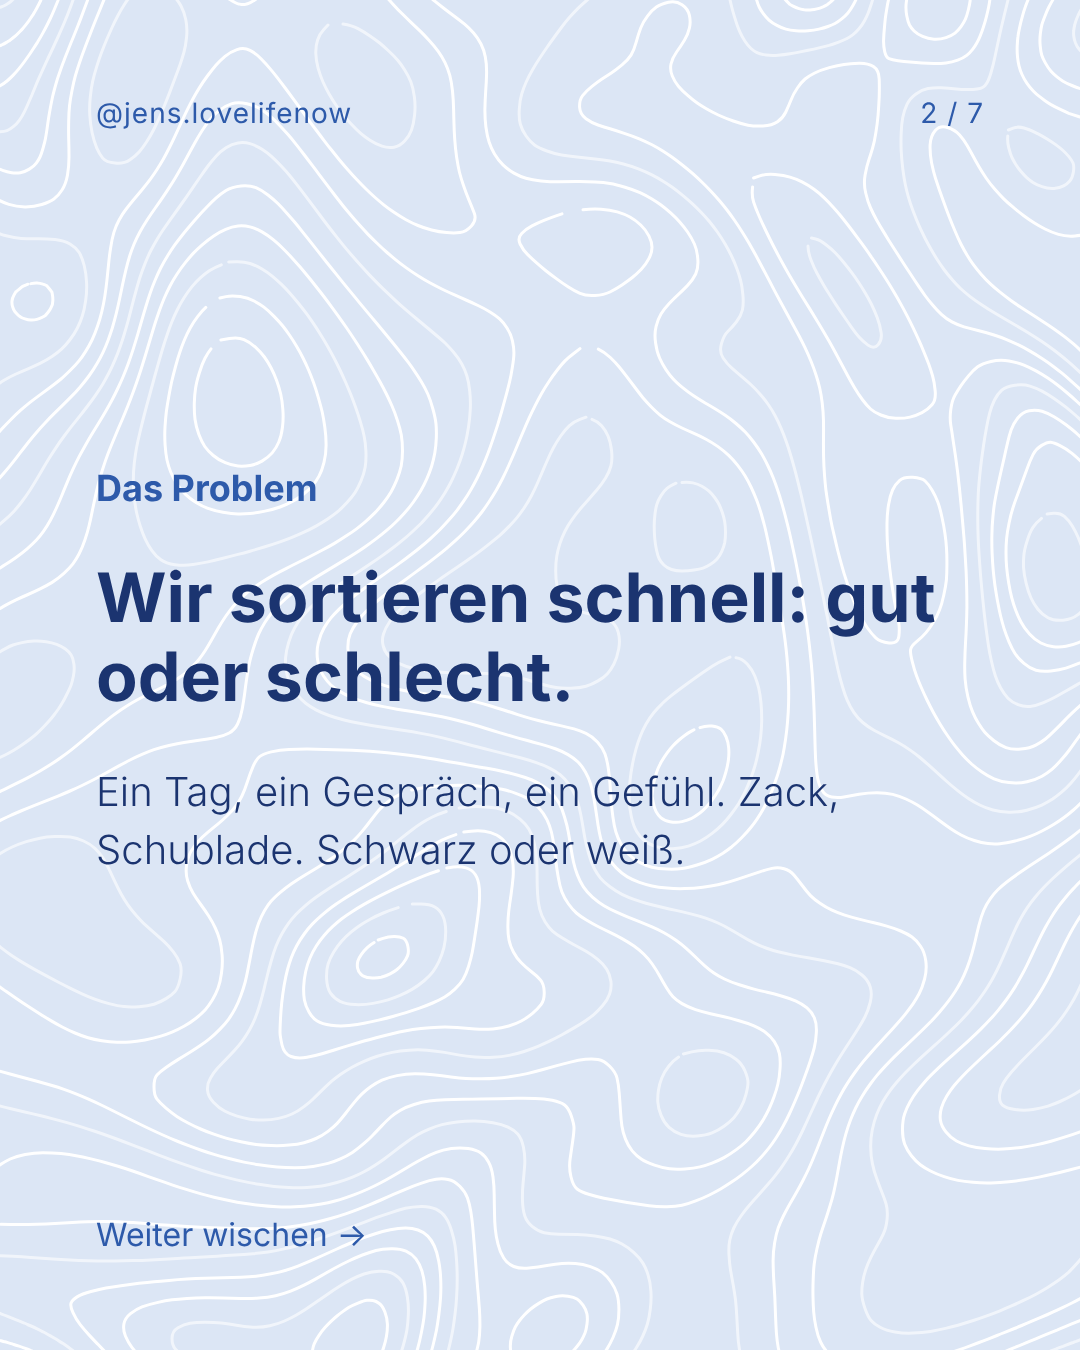 @jens.lovelifenow
2 / 7
Das Problem
Wir sortieren schnell: gut
oder schlecht.
Ein Tag, ein Gespräch, ein Gefühl. Zack,
Schublade. Schwarz oder weiß.
Weiter wischen →